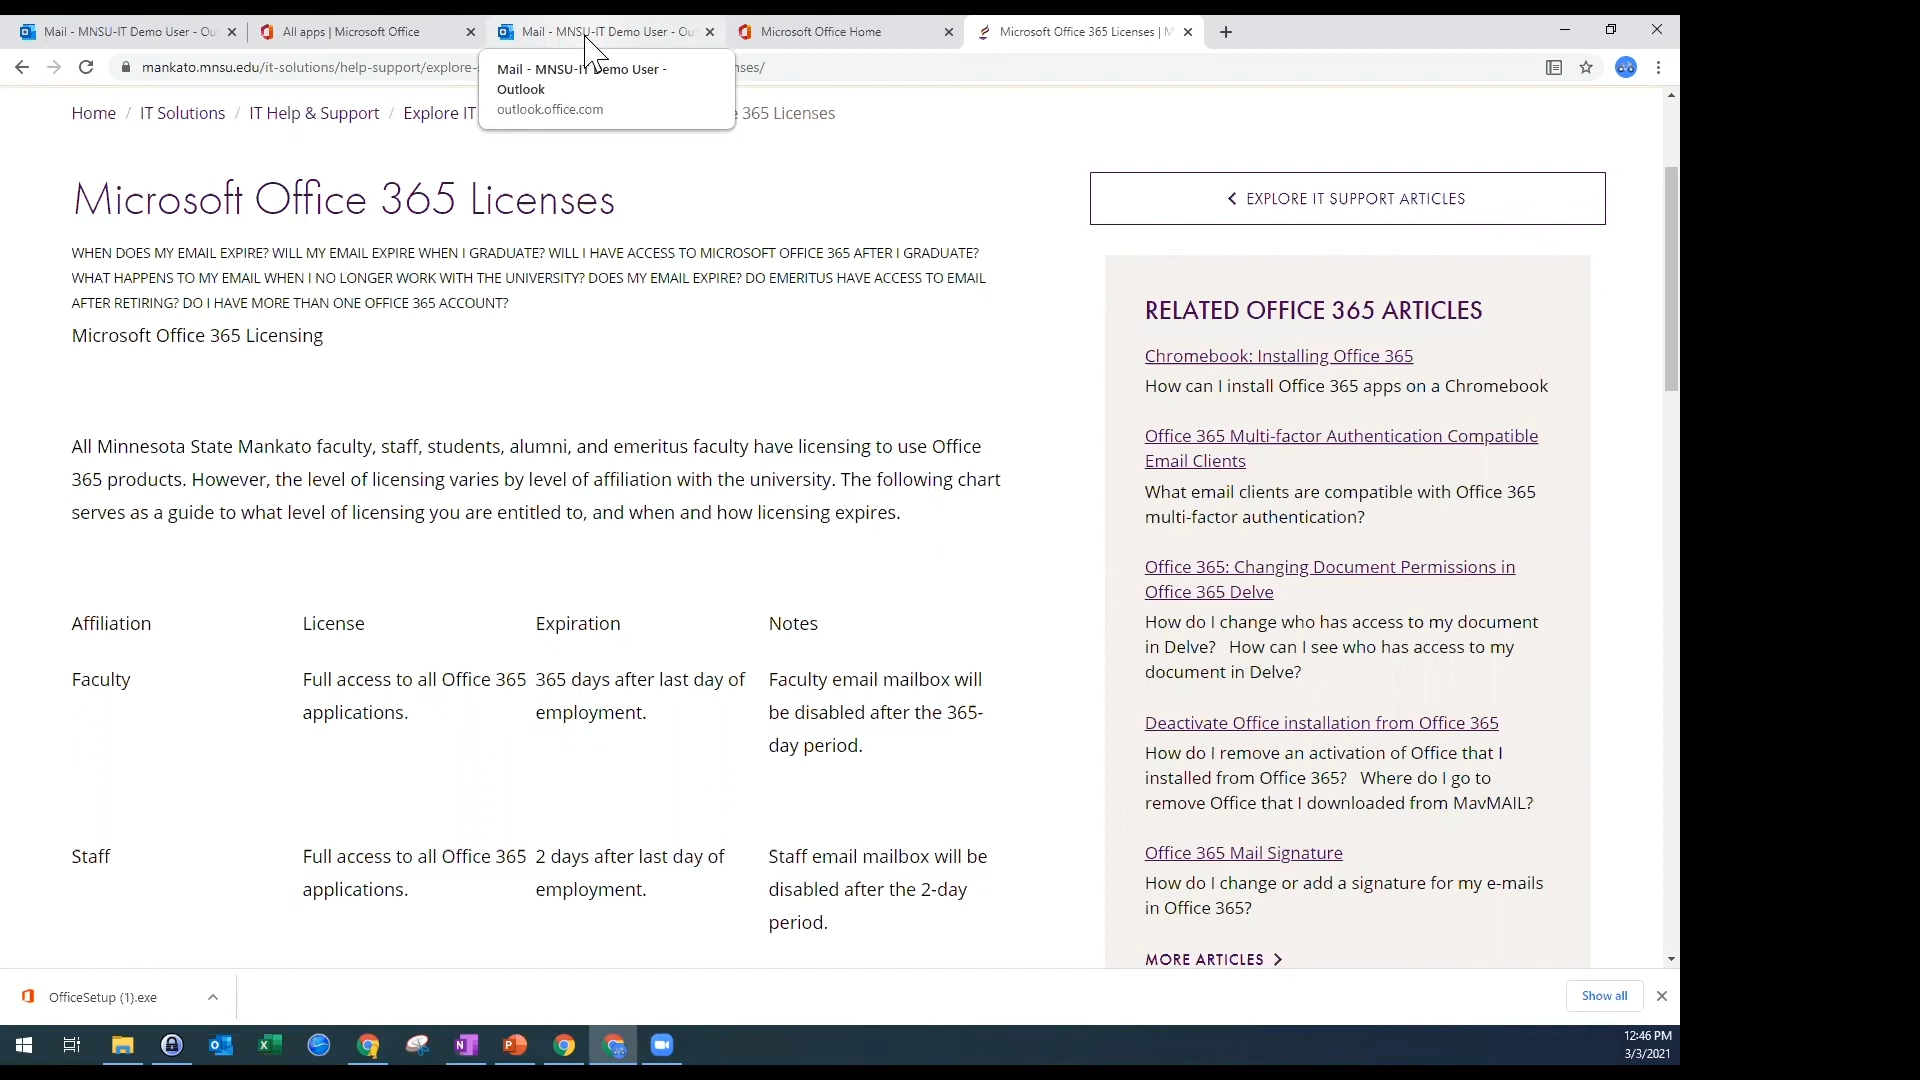 Mail - MNSU-IT Demo User - Ou
All apps | Microsoft Office
Mail - MNSU-IT Demo User - Ou
Microsoft Office Home
Microsoft Office 365 Licenses | M
mankato.mnsu.edu/it-solutions/help-support/explore- nses/
Mail - MNSU-IT Demo User -
Outlook
outlook.office.com
Home / IT Solutions / IT Help & Support / Explore IT 365 Licenses
Microsoft Office 365 Licenses
WHEN DOES MY EMAIL EXPIRE? WILL MY EMAIL EXPIRE WHEN I GRADUATE? WILL I HAVE ACCESS TO MICROSOFT OFFICE 365 AFTER I GRADUATE?
WHAT HAPPENS TO MY EMAIL WHEN I NO LONGER WORK WITH THE UNIVERSITY? DOES MY EMAIL EXPIRE? DO EMERITUS HAVE ACCESS TO EMAIL
AFTER RETIRING? DO I HAVE MORE THAN ONE OFFICE 365 ACCOUNT?
Microsoft Office 365 Licensing
All Minnesota State Mankato faculty, staff, students, alumni, and emeritus faculty have licensing to use Office
365 products. However, the level of licensing varies by level of affiliation with the university. The following chart
serves as a guide to what level of licensing you are entitled to, and when and how licensing expires.
Affiliation License Expiration Notes
Faculty Full access to all Office 365 365 days after last day of Faculty email mailbox will
applications. employment. be disabled after the 365-
day period.
Staff Full access to all Office 365 2 days after last day of Staff email mailbox will be
applications. employment. disabled after the 2-day
period.
EXPLORE IT SUPPORT ARTICLES
RELATED OFFICE 365 ARTICLES
Chromebook: Installing Office 365
How can I install Office 365 apps on a Chromebook
Office 365 Multi-factor Authentication Compatible
Email Clients
What email clients are compatible with Office 365
multi-factor authentication?
Office 365: Changing Document Permissions in
Office 365 Delve
How do I change who has access to my document
in Delve? How can I see who has access to my
document in Delve?
Deactivate Office installation from Office 365
How do I remove an activation of Office that I
installed from Office 365? Where do I go to
remove Office that I downloaded from MavMAIL?
Office 365 Mail Signature
How do I change or add a signature for my e-mails
in Office 365?
MORE ARTICLES
OfficeSetup (1).exe
Show all
12:46 PM
3/3/2021